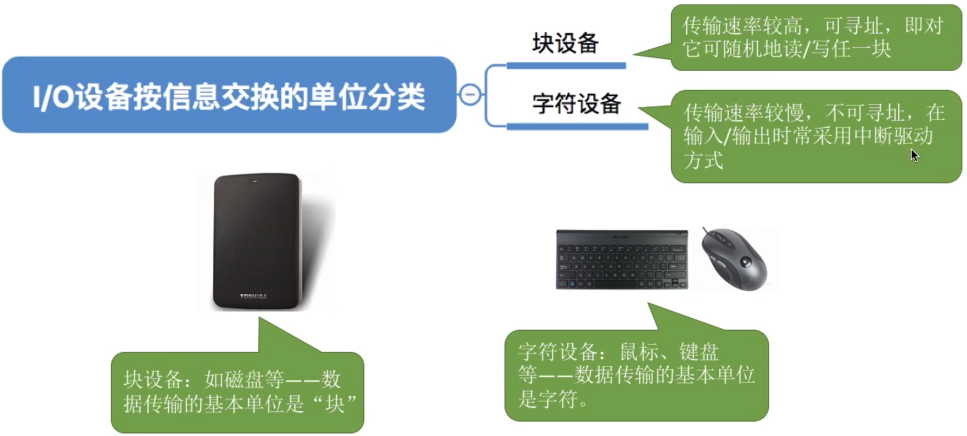 块设备
传输速率较高，可寻址，即对
它可随机地读/写任一块
I/O设备按信息交换的单位分类
字符设备
传输速率较慢，不可寻址，在
输入/输出时常采用中断驱动
方式
TOSHIBA
块设备：如磁盘等——数
据传输的基本单位是“块”
字符设备：鼠标、键盘
等——数据传输的基本单位
是字符。